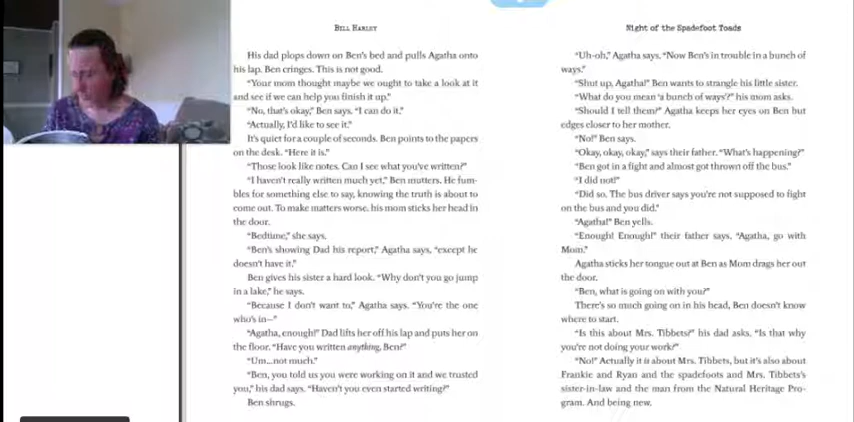 BILL HARLEY
His dad plops down on Ben's bed and pulls Agatha onto
his lap. Ben cringes. This is not good.
"Your mom thought maybe we ought to take a look at it
and see if we can help you finish it up."
"No, that's okay," Ben says. "I can do it."
"Actually, I'd like to see it."
It's quiet for a couple of seconds. Ben points to the papers
on the desk. "Here it is."
"Those look like notes. Can I see what you've written?"
"I haven't really written much yet," Ben mutters. He fum-
bles for something else to say, knowing the truth is about to
come out. To make matters worse, his mom sticks her head in
the door.
"Bedtime," she says.
"Ben's showing Dad his report," Agatha says, "except he
doesn't have it."
Ben gives his sister a hard look. "Why don't you go jump
in a lake," he says.
"Because I don't want to," Agatha says. "You're the one
who's in—"
"Agatha, enough!" Dad lifts her off his lap and puts her on
the floor. "Have you written anything, Ben?"
"Um...not much."
"Ben, you told us you were working on it and we trusted
you," his dad says. "Haven't you even started writing?"
Ben shrugs.
Night of the Spadefoot Toads
"Uh-oh," Agatha says. "Now Ben's in trouble in a bunch of
ways."
"Shut up, Agatha!" Ben wants to strangle his little sister.
"What do you mean 'a bunch of ways?'" his mom asks.
"Should I tell them?" Agatha keeps her eyes on Ben but
edges closer to her mother.
"No!" Ben says.
"Okay, okay, okay," says their father. "What's happening?"
"Ben got in a fight and almost got thrown off the bus."
"I did not!"
"Did so. The bus driver says you're not supposed to fight
on the bus and you did."
"Agatha!" Ben yells.
"Enough! Enough!" their father says. "Agatha, go with
Mom."
Agatha sticks her tongue out at Ben as Mom drags her out
the door.
"Ben, what is going on with you?"
There's so much going on in his head, Ben doesn't know
where to start.
"Is this about Mrs. Tibbets?" his dad asks. "Is that why
you're not doing your work?"
"No!" Actually it is about Mrs. Tibbets, but it's also about
Frankie and Ryan and the spadefoots and Mrs. Tibbets's
sister-in-law and the man from the Natural Heritage Pro-
gram. And being new.